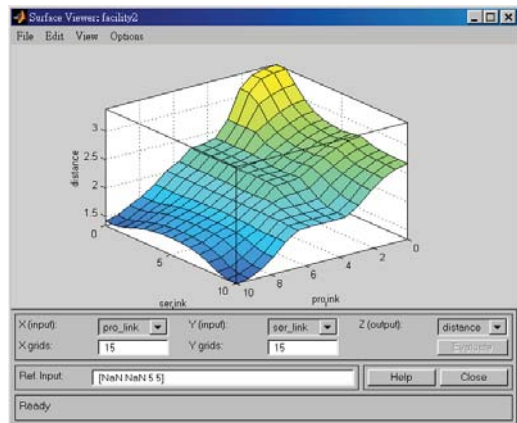 Surface Viewer: facility2
File Edit View Options
3
2.5
2
1.5
distance
0
5
10
ser_ink
10
8
6
4
2
0
pro_ink
X (input): pro_link Y (input): ser_link Z (output): distance
X grids: 15 Y grids: 15 Evaluate
Ref. Input: [NaN NaN 5 5] Help Close
Ready